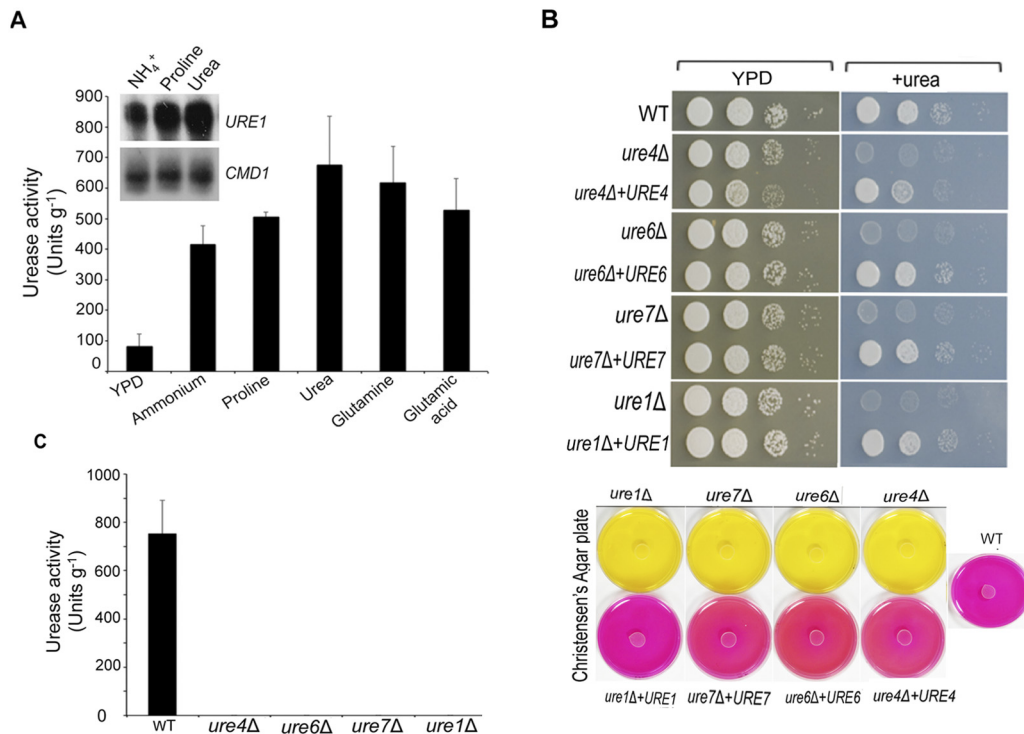 A
NH4+
Proline
Urea
URE1
CMD1
900
800
700
600
500
400
300
200
100
0
Urease activity
(Units g-1)
YPD
Ammonium
Proline
Urea
Glutamine
Glutamic
acid
B
YPD
+urea
WT
ure4Δ
ure4Δ+URE4
ure6Δ
ure6Δ+URE6
ure7Δ
ure7Δ+URE7
ure1Δ
ure1Δ+URE1
ure1Δ
ure7Δ
ure6Δ
ure4Δ
WT
Christensen's Agar plate
ure1Δ+URE1
ure7Δ+URE7
ure6Δ+URE6
ure4Δ+URE4
C
1000
800
600
400
200
0
Urease activity
(Units g-1)
WT
ure4Δ
ure6Δ
ure7Δ
ure1Δ